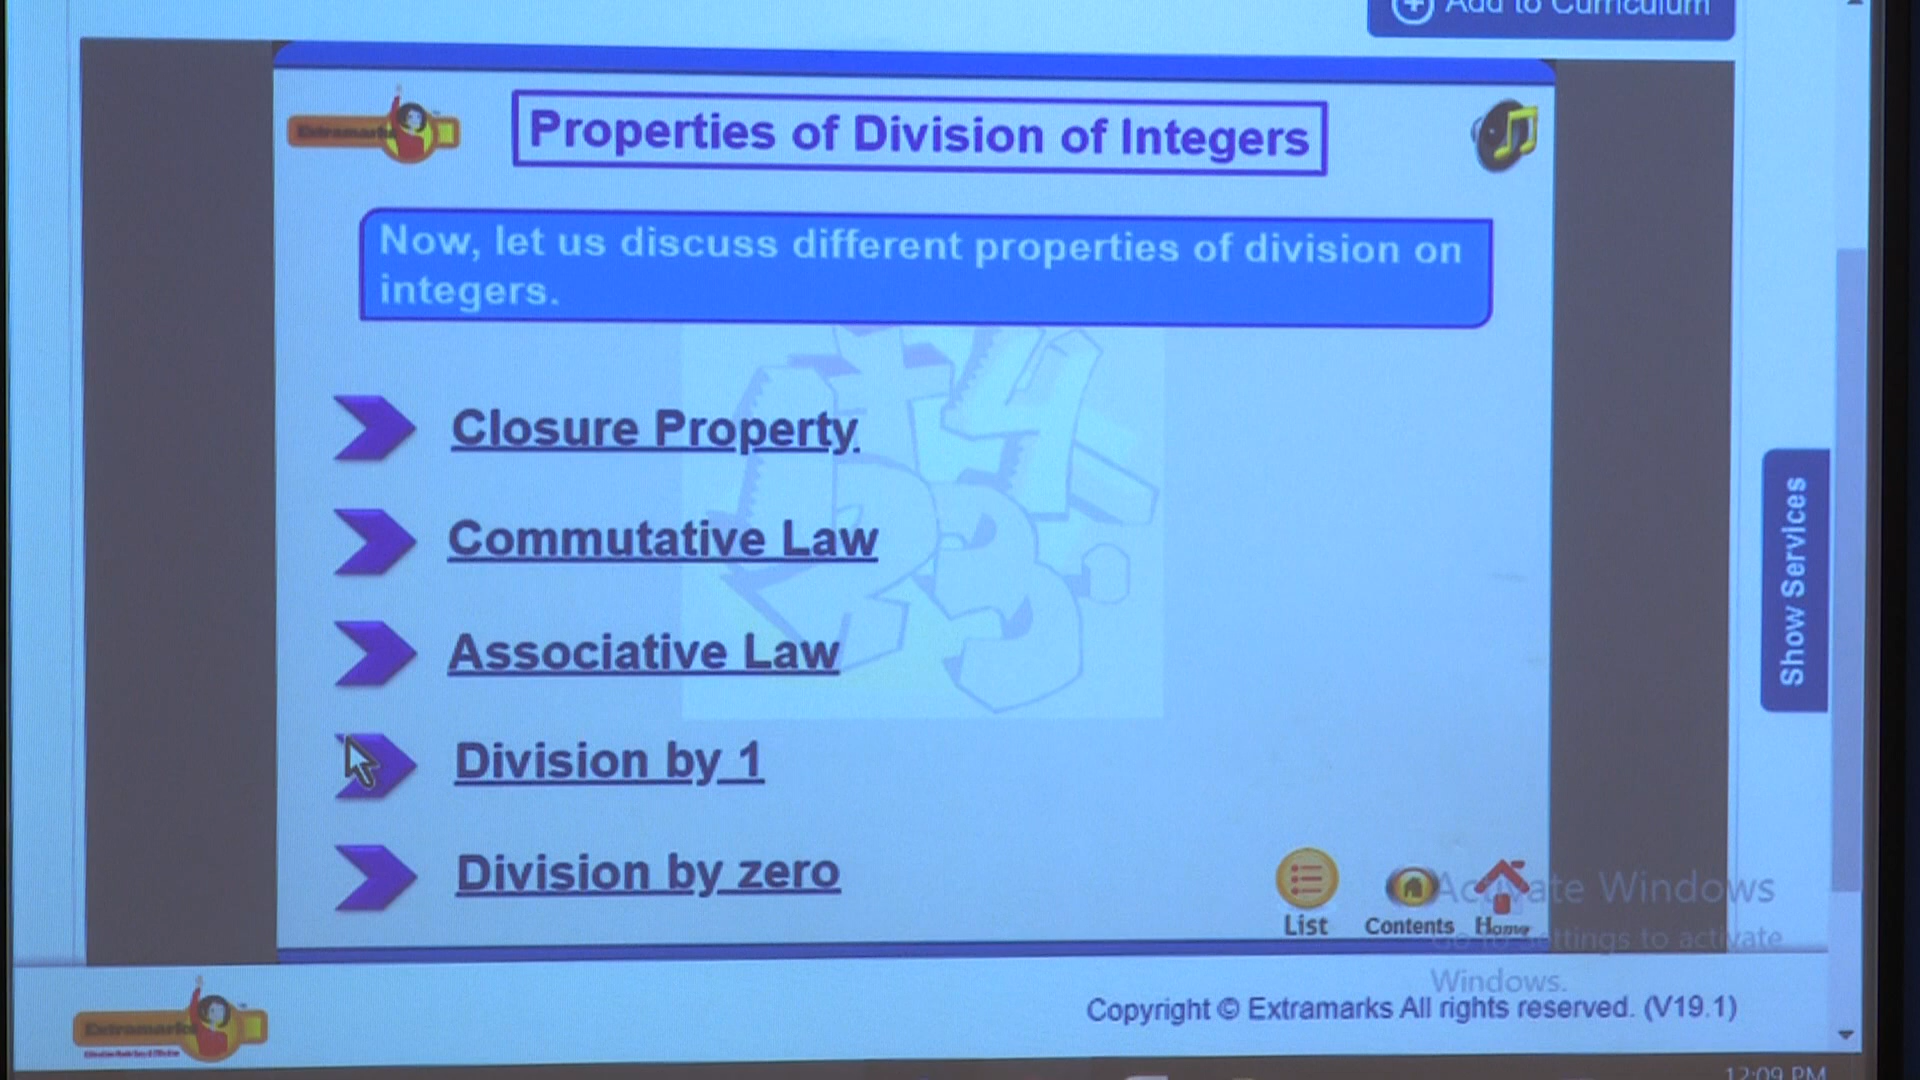 Add to Curriculum
Extramarks
Properties of Division of Integers
Now, let us discuss different properties of division on
integers.
Closure Property
Commutative Law
Associative Law
Division by 1
Division by zero
Show Services
List
Contents
Home
Activate Windows
Go to Settings to activate
Windows.
Copyright © Extramarks All rights reserved. (V19.1)
Extramarks
12:09 PM